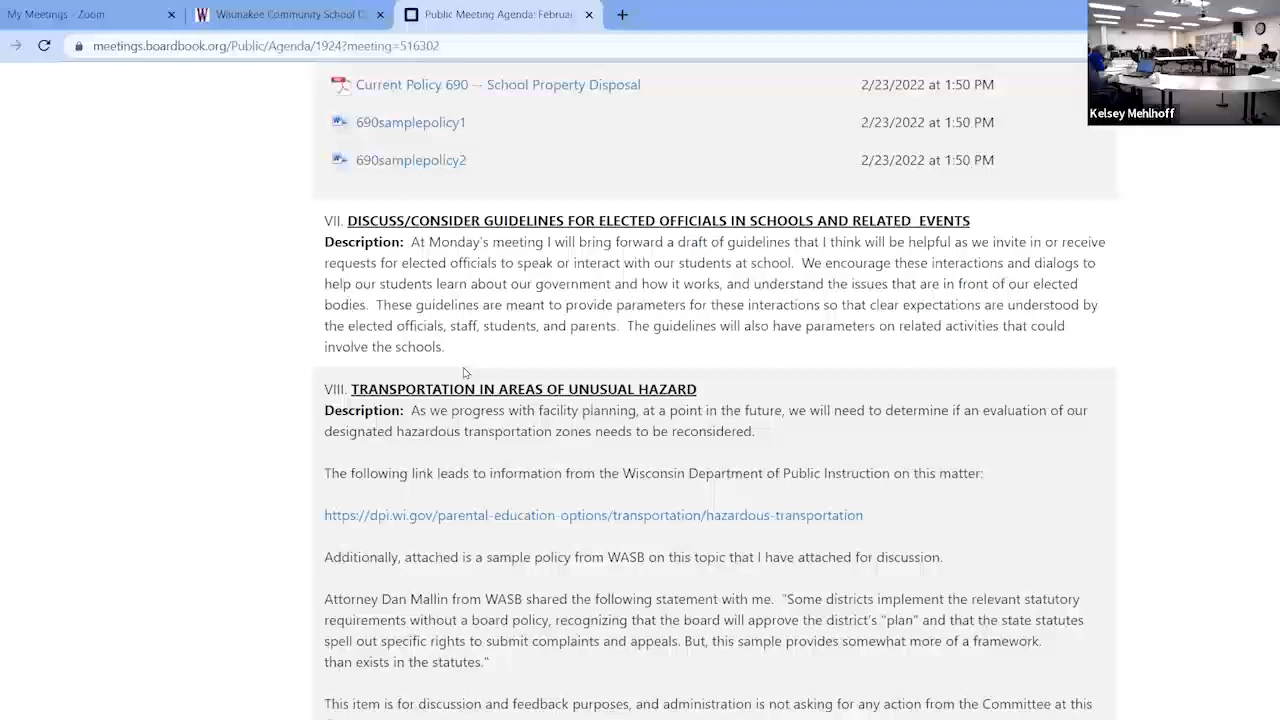 My Meetings - Zoom
Waunakee Community School Di
Public Me nda Februar
meetings.boardbook.org/Public/Agenda/1924?meeting= 6302
Property Disposal 2/23/2022 at 1:50 PM
690 2/23/2022 at 1:50 PM
690sample 2/23/2022 at 1:50 PM
Kelsey Mehlhoff
VII. DISCUSS/CONSIDER GUIDELINES FOR ELECTED OFFICIALS IN SCHOOLS AND RELATED EVENTS
Description: At Monday's meeting I will bring forward a draft of guidelines that I think will be helpful as we invite in or receive
requests for elected officials to speak or interact with our students at school. We encourage these interactions and dialogs to
help our students learn about our government and how it works, and understand the issues that are in front of our elected
bodies. These guidelines are meant to provide parameters for these interactions so that clear expectations are understood by
the elected officials, staff, students, and parents. The guidelines will also have parameters on related activities that could
involve the schools.
VIII. TRANSPORTATION IN AREAS OF UNUSUAL HAZARD
Description: As we progress with facility planning, at a point in the future, we will need to determine if an evaluation of our
designated hazardous transportation zones needs to be reconsidered.
The following link leads to information from the Wisconsin Department of Public Instruction on this matter:
https://dpi.wi.gov/parental-education-options/transportation/hazardous-transportation
Additionally, attached is a sample policy from WASB on this topic that I have attached for discussion.
Attorney Dan Mallin from WASB shared the following statement with me. "Some districts implement the relevant statutory
requirements without a board policy, recognizing that the board will approve the district's "plan" and that the state statutes
spell out specific rights to submit complaints and appeals. But, this sample provides somewhat more of a framework.
than exists in the statutes."
This item is for discussion and feedback purposes, and administration is not asking for any action from the Committee at this